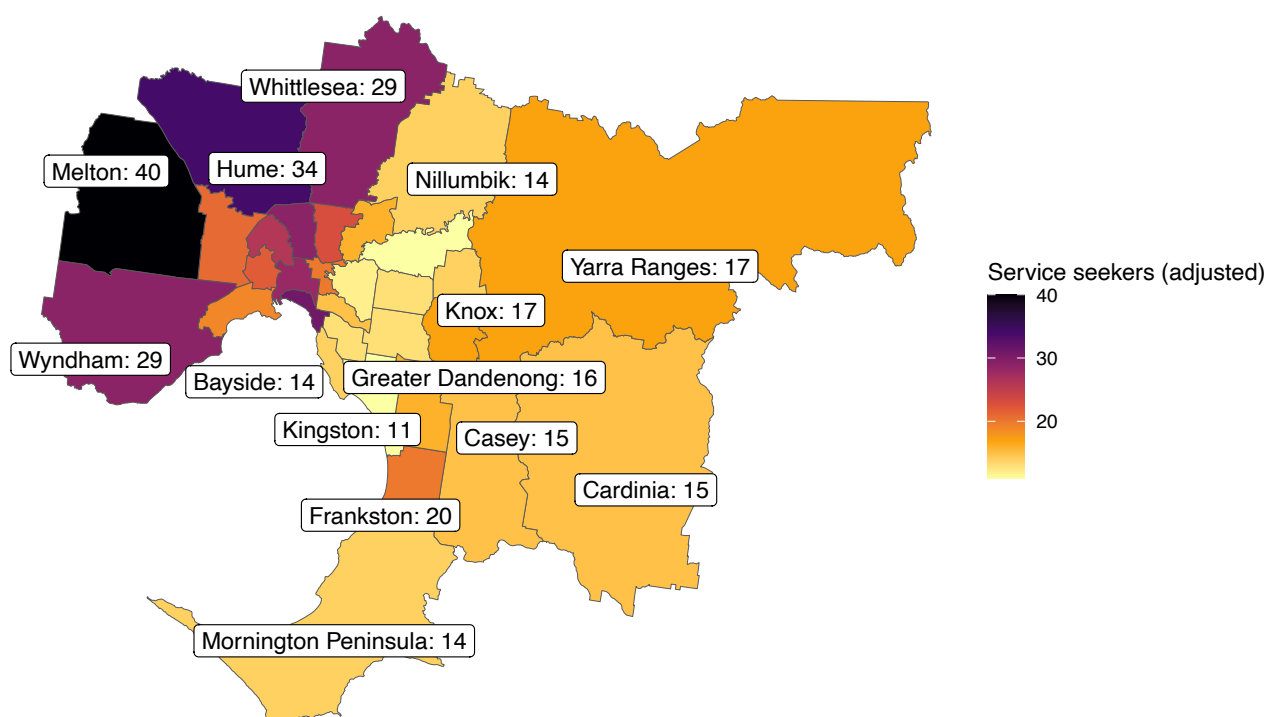 Whittlesea: 29
Melton: 40
Hume: 34
Nillumbik: 14
Yarra Ranges: 17
Knox: 17
Wyndham: 29
Bayside: 14
Greater Dandenong: 16
Kingston: 11
Casey: 15
Cardinia: 15
Frankston: 20
Mornington Peninsula: 14
Service seekers (adjusted)
40
30
20